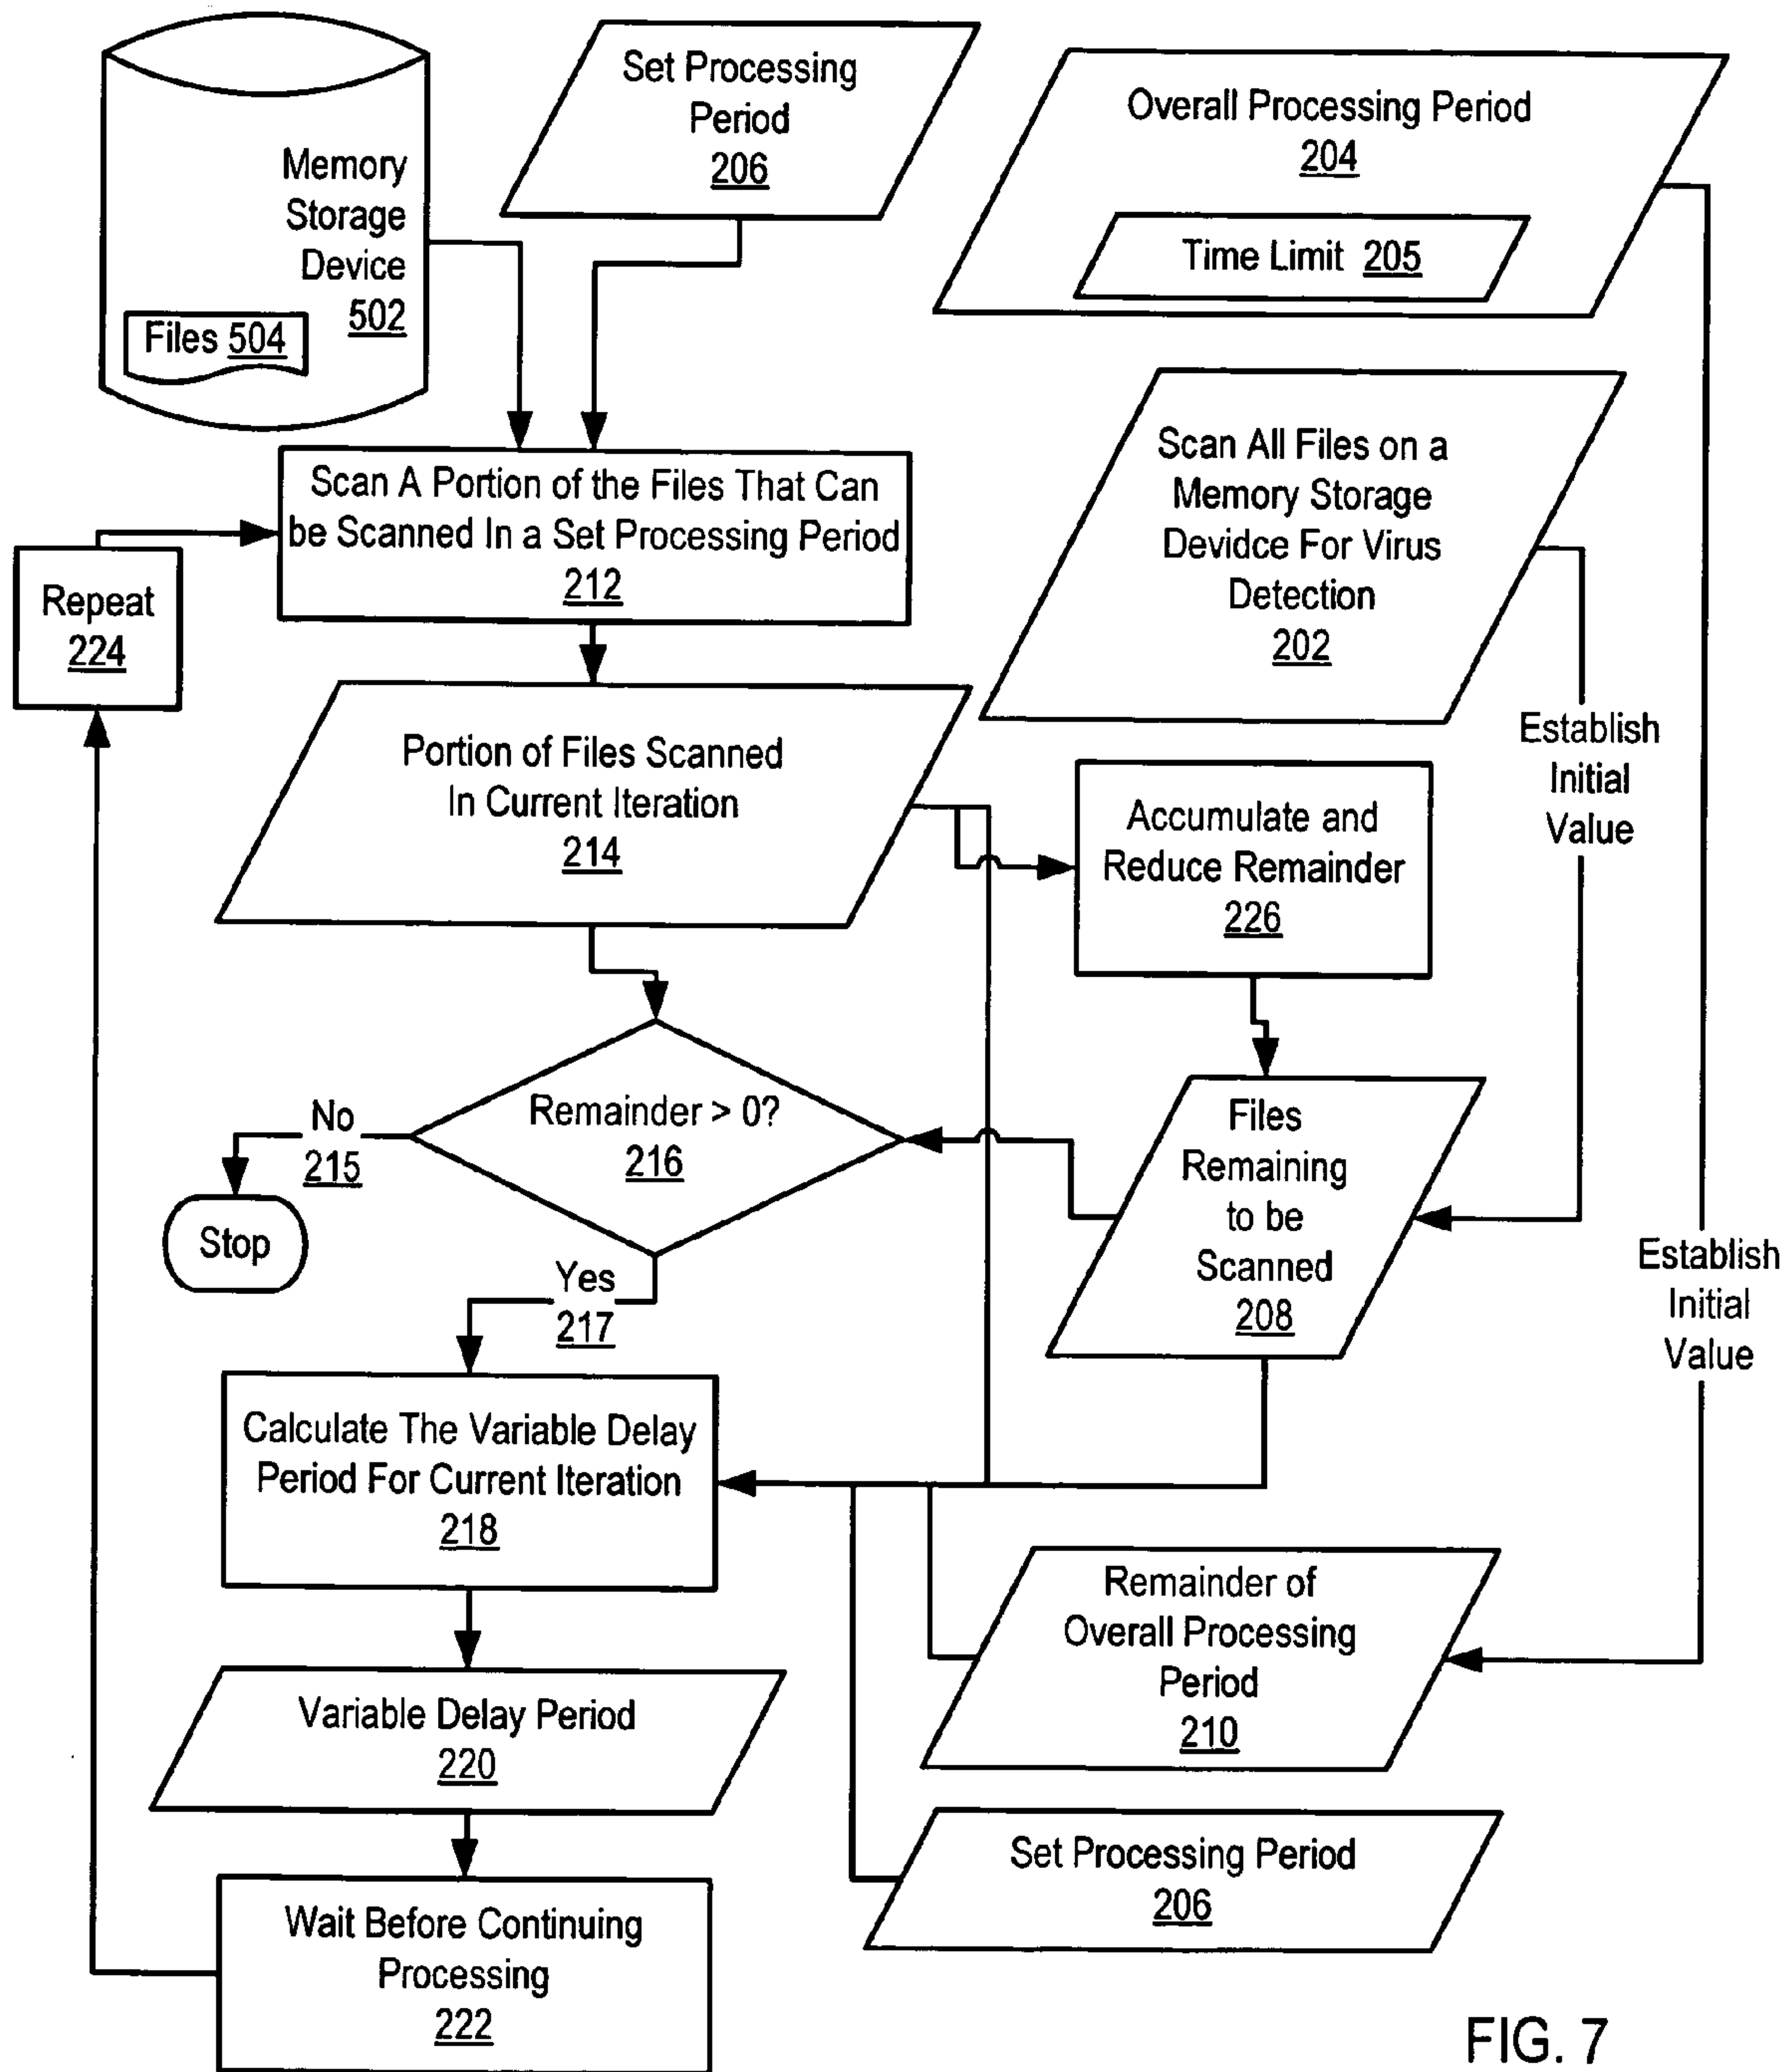 Memory
Storage
Device
502
Files 504
Set Processing
Period
206
Overall Processing Period
204
Time Limit 205
Scan A Portion of the Files That Can
be Scanned In a Set Processing Period
212
Scan All Files on a
Memory Storage
Devidce For Virus
Detection
202
Repeat
224
Establish
Initial
Value
Portion of Files Scanned
In Current Iteration
214
Accumulate and
Reduce Remainder
226
Remainder > 0?
216
No
215
Stop
Yes
217
Files
Remaining
to be
Scanned
208
Establish
Initial
Value
Calculate The Variable Delay
Period For Current Iteration
218
Remainder of
Overall Processing
Period
210
Variable Delay Period
220
Set Processing Period
206
Wait Before Continuing
Processing
222
FIG. 7